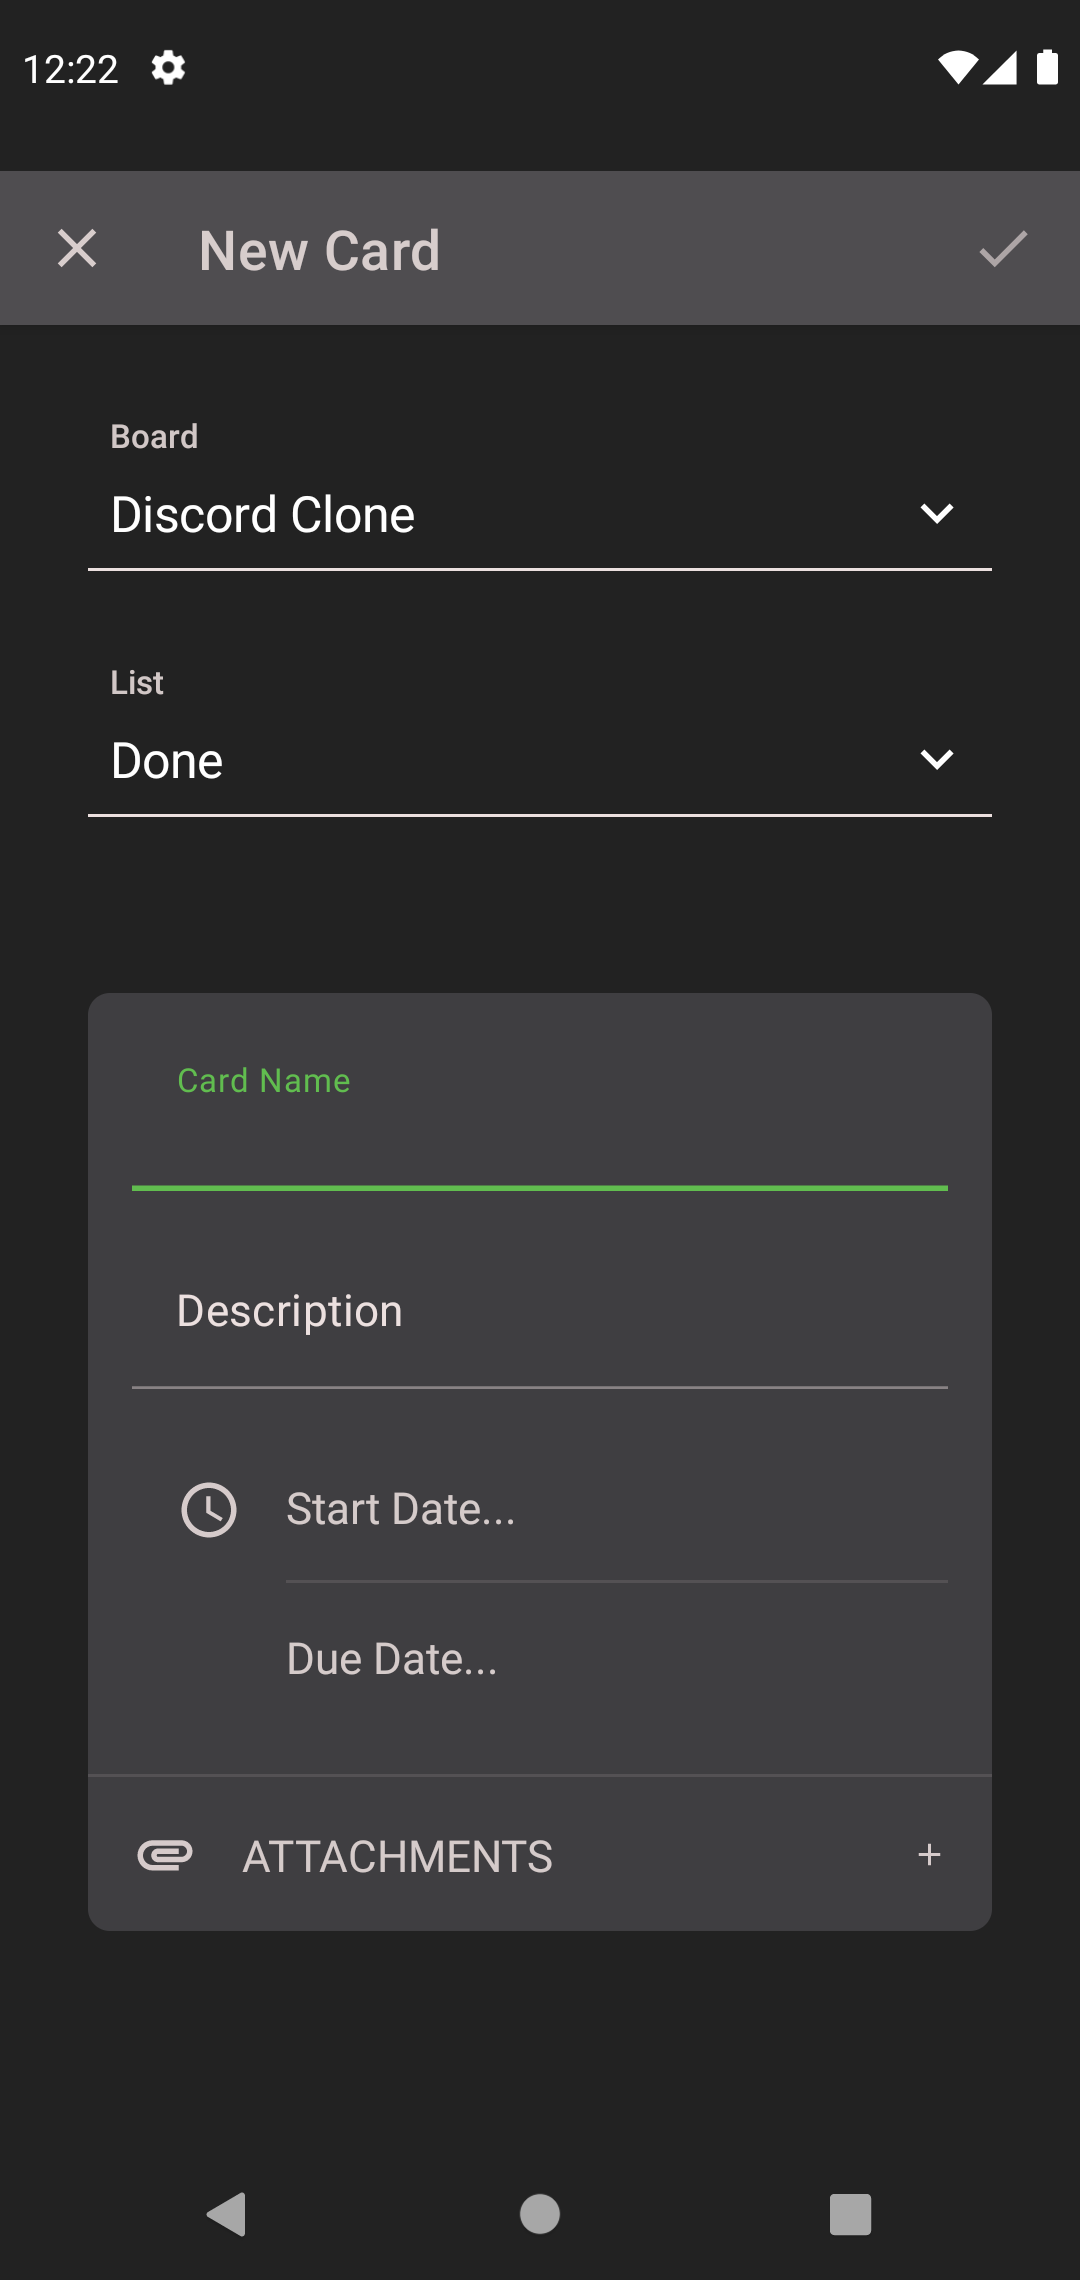 12:22
New Card
Board
Discord Clone
List
Done
Card Name
Description
Start Date...
Due Date...
ATTACHMENTS